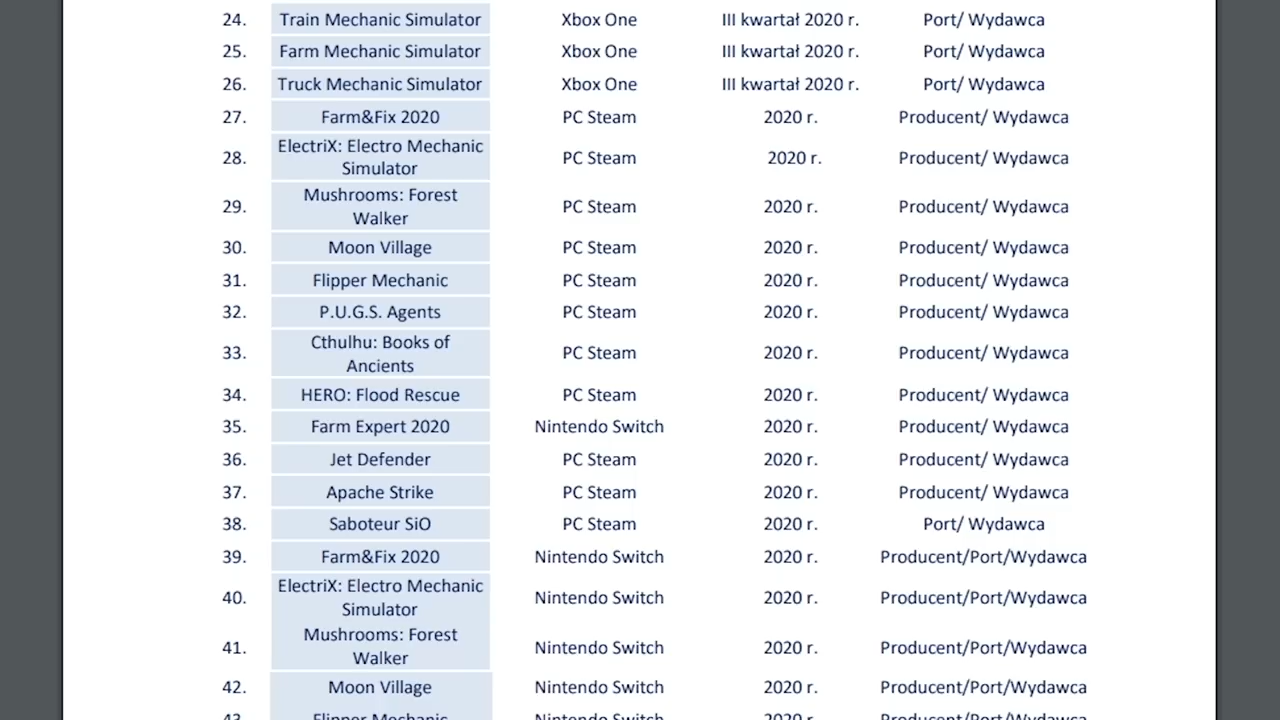 24. Train Mechanic Simulator Xbox One III kwartał 2020 r. Port/ Wydawca
25. Farm Mechanic Simulator Xbox One III kwartał 2020 r. Port/ Wydawca
26. Truck Mechanic Simulator Xbox One III kwartał 2020 r. Port/ Wydawca
27. Farm&Fix 2020 PC Steam 2020 r. Producent/ Wydawca
ElectriX: Electro Mechanic
28. Simulator PC Steam 2020 r. Producent/ Wydawca
Mushrooms: Forest
29. Walker PC Steam 2020 r. Producent/ Wydawca
30. Moon Village PC Steam 2020 r. Producent/ Wydawca
31. Flipper Mechanic PC Steam 2020 r. Producent/ Wydawca
32. P.U.G.S. Agents PC Steam 2020 r. Producent/ Wydawca
Cthulhu: Books of
33. Ancients PC Steam 2020 r. Producent/ Wydawca
34. HERO: Flood Rescue PC Steam 2020 r. Producent/ Wydawca
35. Farm Expert 2020 Nintendo Switch 2020 r. Producent/ Wydawca
36. Jet Defender PC Steam 2020 r. Producent/ Wydawca
37. Apache Strike PC Steam 2020 r. Producent/ Wydawca
38. Saboteur SiO PC Steam 2020 r. Port/ Wydawca
39. Farm&Fix 2020 Nintendo Switch 2020 r. Producent/Port/Wydawca
ElectriX: Electro Mechanic
40. Simulator Nintendo Switch 2020 r. Producent/Port/Wydawca
Mushrooms: Forest
41. Walker Nintendo Switch 2020 r. Producent/Port/Wydawca
42. Moon Village Nintendo Switch 2020 r. Producent/Port/Wydawca
43. Flipper Mechanic Nintendo Switch 2020 r. Producent/Port/Wydawca